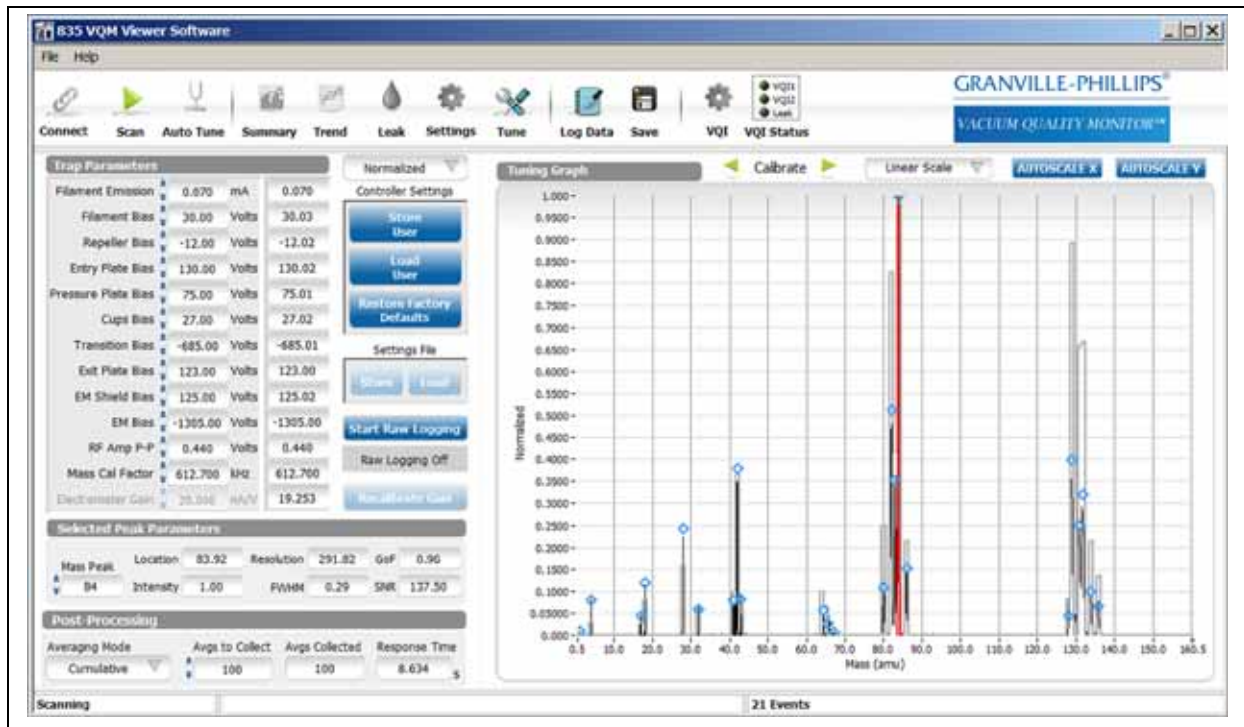 835 VQM Viewer Software
File Help
Connect Scan Auto Tune Summary Trend Leak Settings Tune Log Data Save VQI VQI Status
VQI1
VQI2
Leak
GRANVILLE-PHILLIPS®
VACUUM QUALITY MONITOR™
Trap Parameters
Filament Emission 0.070 mA 0.070
Filament Bias 30.00 Volts 30.03
Repeller Bias -12.00 Volts -12.02
Entry Plate Bias 130.00 Volts 130.02
Pressure Plate Bias 75.00 Volts 75.01
Cups Bias 27.00 Volts 27.02
Transition Bias -685.00 Volts -685.01
Exit Plate Bias 123.00 Volts 123.00
EM Shield Bias 125.00 Volts 125.02
EM Bias -1305.00 Volts -1305.00
RF Amp P-P 0.440 Volts 0.440
Mass Cal Factor 612.700 kHz 612.700
Electrometer Gain nA/V 19.253
Normalized
Controller Settings
Store User
Load User
Restore Factory Defaults
Settings File
Store Load
Start Raw Logging
Raw Logging Off
Recalibrate Gain
Selected Peak Parameters
Mass Peak Location 83.92 Resolution 291.82 GoF 0.96
84 Intensity 1.00 FWHM 0.29 SNR 137.50
Post-Processing
Averaging Mode Avgs to Collect Avgs Collected Response Time
Cumulative 100 100 8.634 s
Tuning Graph Calibrate Linear Scale AUTOSCALE X AUTOSCALE Y
1.000
0.9500
0.9000
0.8500
0.8000
0.7500
0.7000
0.6500
0.6000
0.5500
0.5000
0.4500
0.4000
0.3500
0.3000
0.2500
0.2000
0.1500
0.1000
0.05000
0.000
Normalized
0.5 10.0 20.0 30.0 40.0 50.0 60.0 70.0 80.0 90.0 100.0 110.0 120.0 130.0 140.0 150.0 160.5
Mass (amu)
Scanning 21 Events